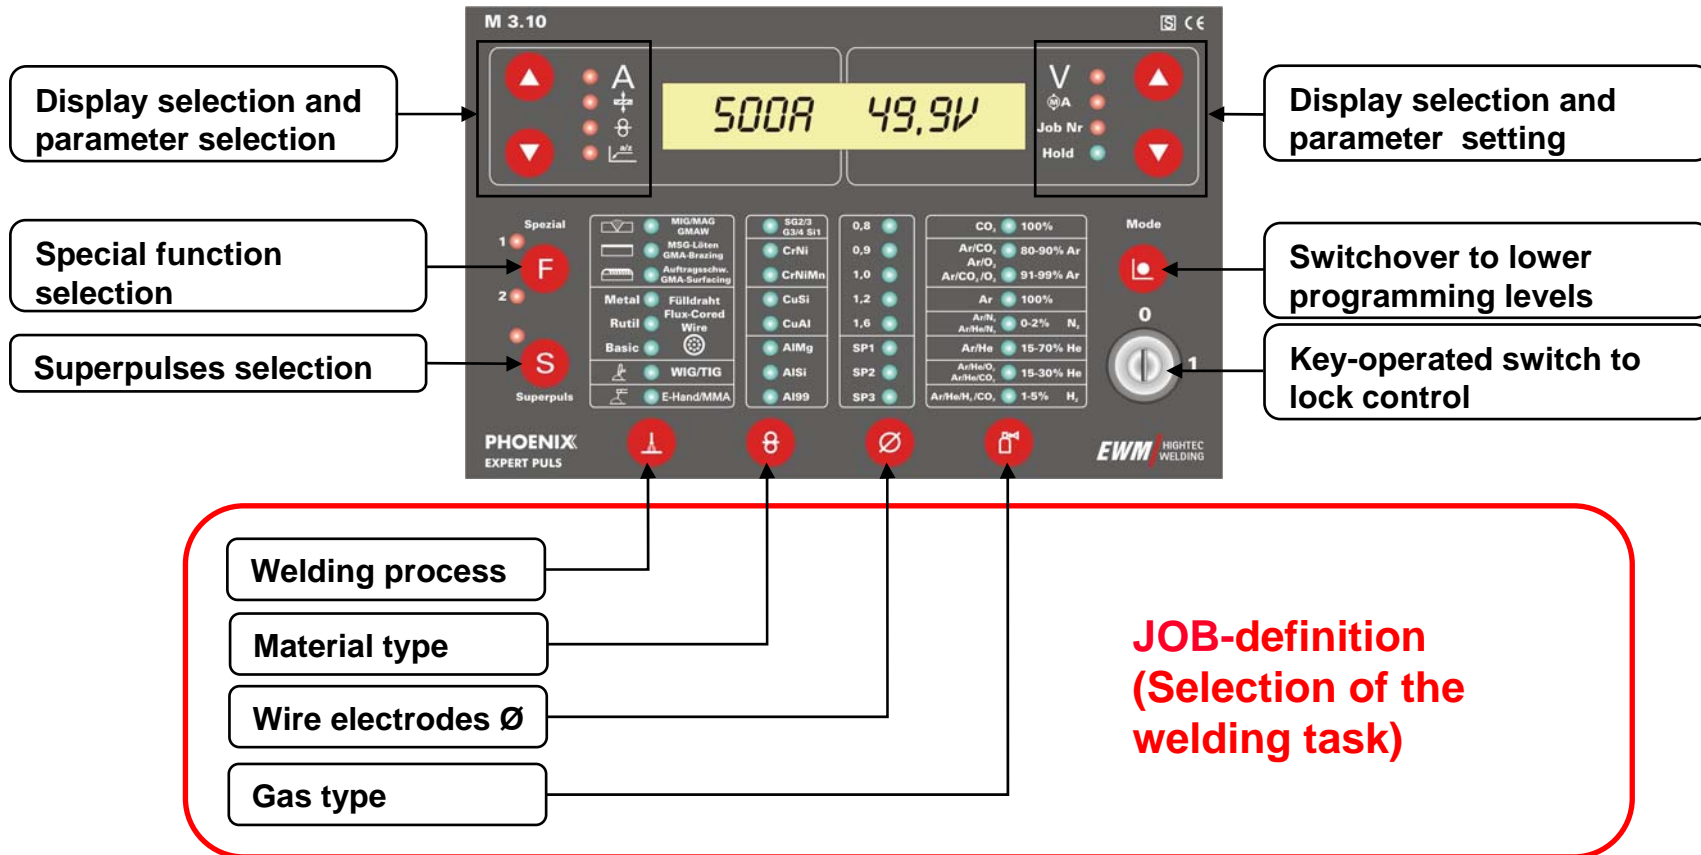 M 3.10
S CE
Display selection and
parameter selection
A
a/z
500A 49,9V
V
MA
Job Nr
Hold
Display selection and
parameter setting
Special function
selection
Spezial
1
F
2
Superpulses selection
S
Superpuls
MIG/MAG
GMAW
MSG-Löten
GMA-Brazing
Auftragsschw.
GMA-Surfacing
Metal
Rutil
Basic
Fülldraht
Flux-Cored
Wire
WIG/TIG
E-Hand/MMA
SG2/3
G3/4 Si1
CrNi
CrNiMn
CuSi
CuAl
AlMg
AlSi
Al99
0,8
0,9
1,0
1,2
1,6
SP1
SP2
SP3
CO₂ 100%
Ar/CO₂ 80-90% Ar
Ar/O₂
Ar/CO₂/O₂ 91-99% Ar
Ar 100%
Ar/N₂
Ar/He/N₂ 0-2% N₂
Ar/He 15-70% He
Ar/He/O₂
Ar/He/CO₂ 15-30% He
Ar/He/H₂/CO₂ 1-5% H₂
Mode
0
1
Switchover to lower
programming levels
Key-operated switch to
lock control
PHOENIX
EXPERT PULS
Ø
EWM HIGHTEC
WELDING
Welding process
Material type
Wire electrodes Ø
Gas type
JOB-definition
(Selection of the
welding task)